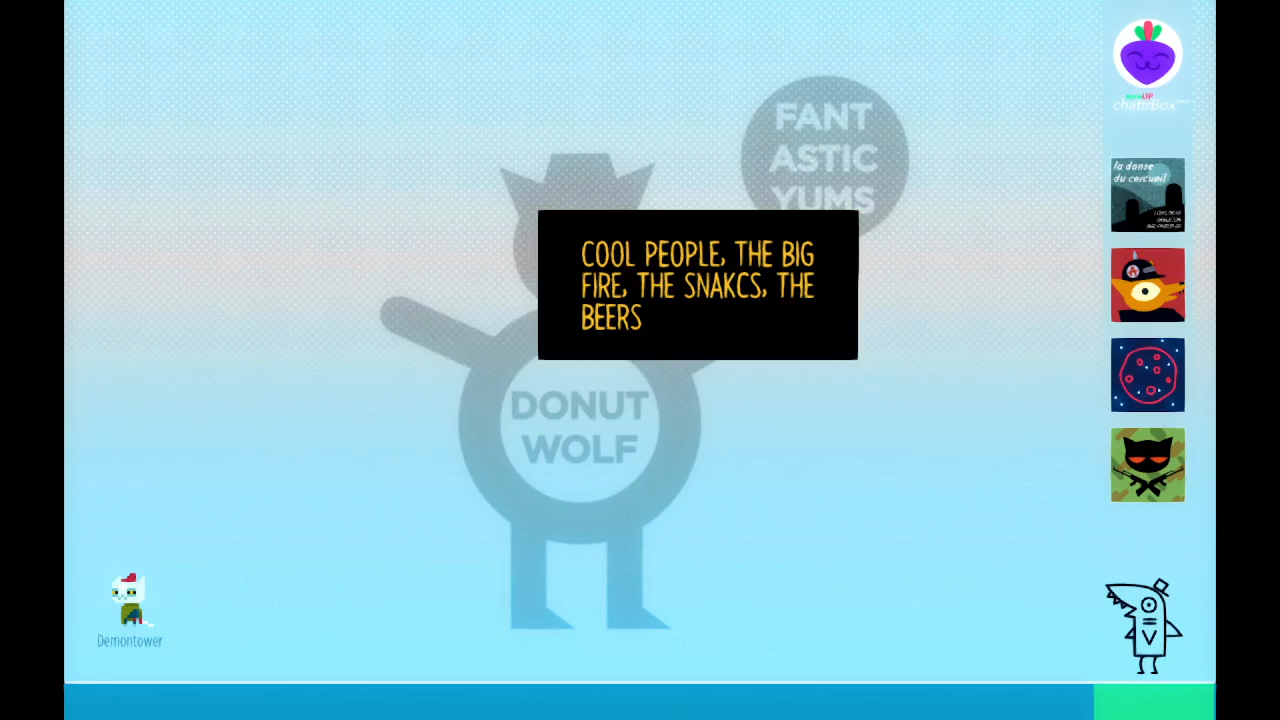 FANT
ASTIC
YUMS
COOL PEOPLE, THE BIG
FIRE, THE SNAKCS, THE
BEERS
DONUT
WOLF
chattrBox
la danse
du cercueil
A
Demontower